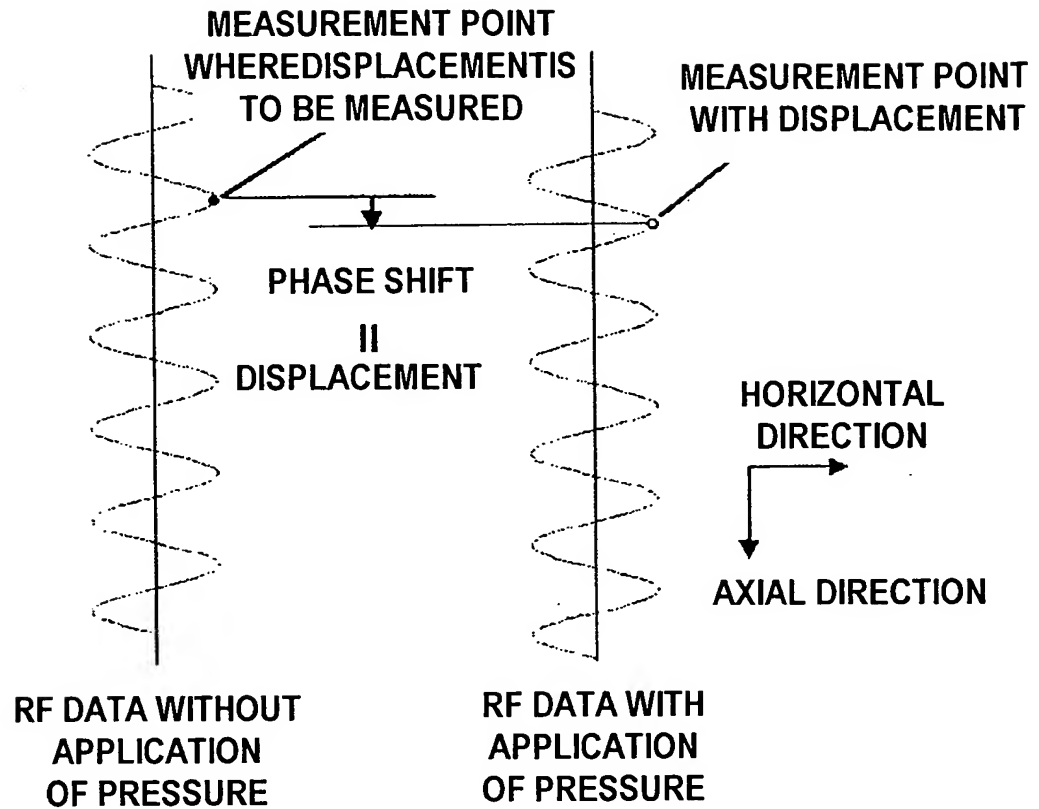 MEASUREMENT POINT
WHEREDISPLACEMENTIS
TO BE MEASURED
MEASUREMENT POINT
WITH DISPLACEMENT
PHASE SHIFT
||
DISPLACEMENT
HORIZONTAL
DIRECTION
AXIAL DIRECTION
RF DATA WITHOUT
APPLICATION
OF PRESSURE
RF DATA WITH
APPLICATION
OF PRESSURE